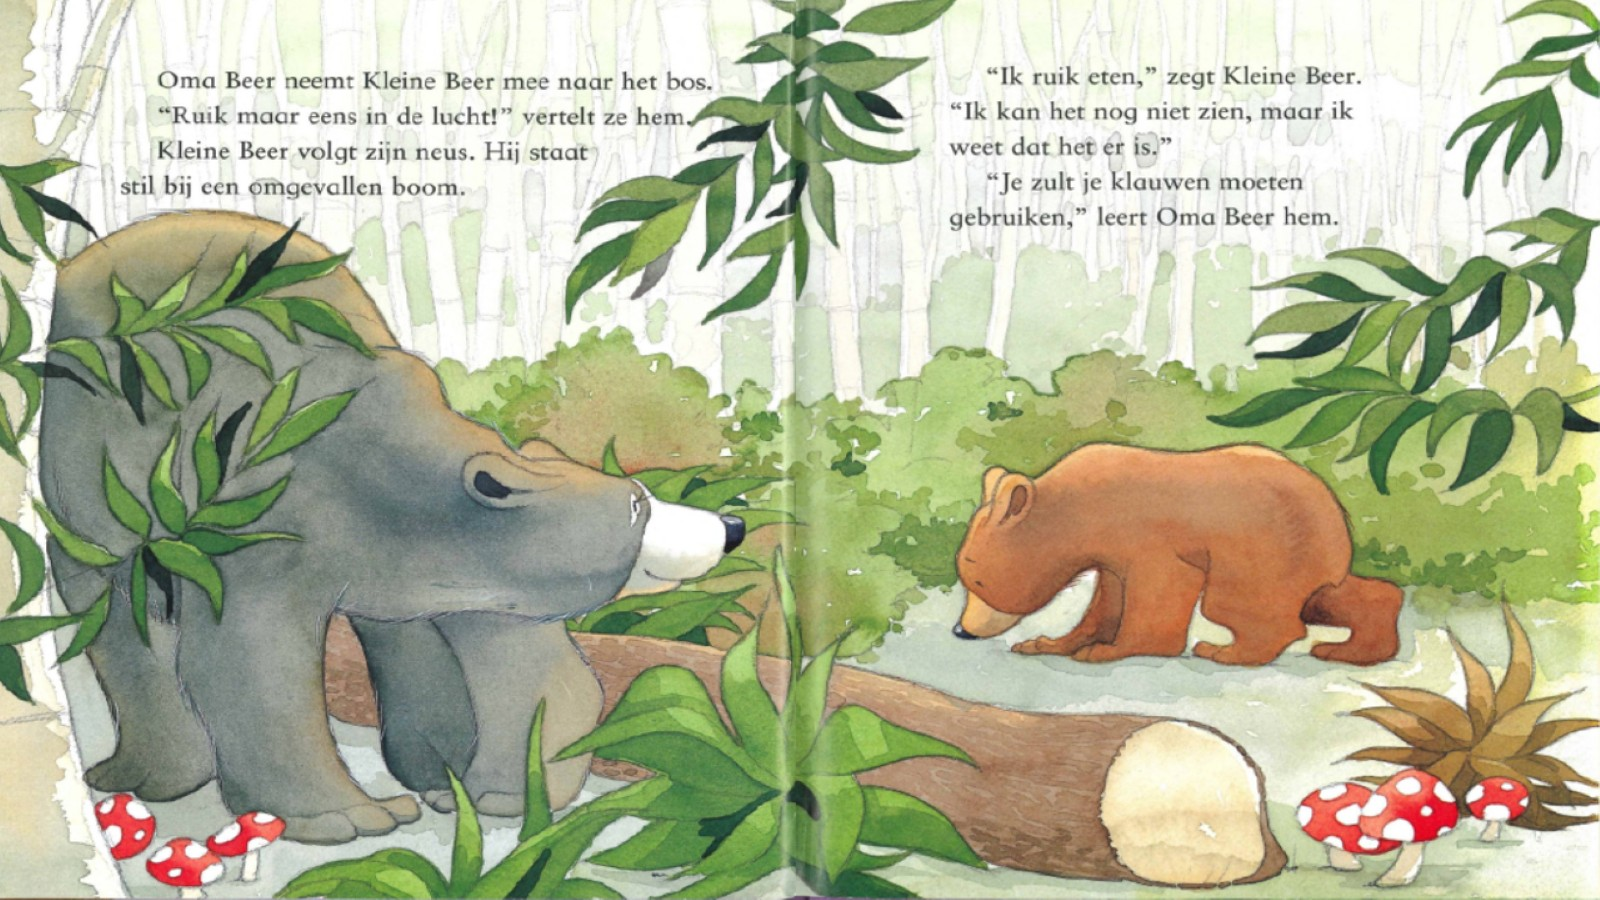 Oma Beer neemt Kleine Beer mee naar het bos.
“Ruik maar eens in de lucht!” vertelt ze hem.
Kleine Beer volgt zijn neus. Hij staat
stil bij een omgevallen boom.
“Ik ruik eten,” zegt Kleine Beer.
“Ik kan het nog niet zien, maar ik
weet dat het er is.”
“Je zult je klauwen moeten
gebruiken,” leert Oma Beer hem.